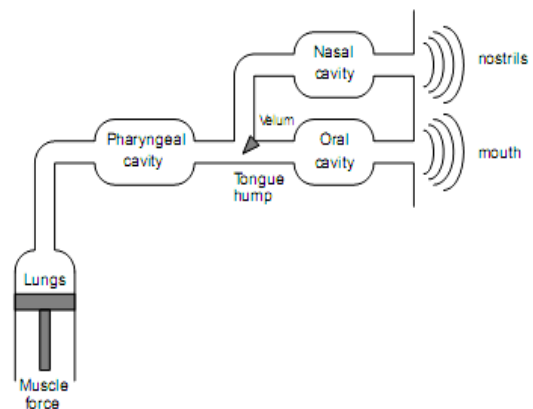 Nasal
cavity
nostrils
Velum
Pharyngeal
cavity
Oral
cavity
mouth
Tongue
hump
Lungs
Muscle
force